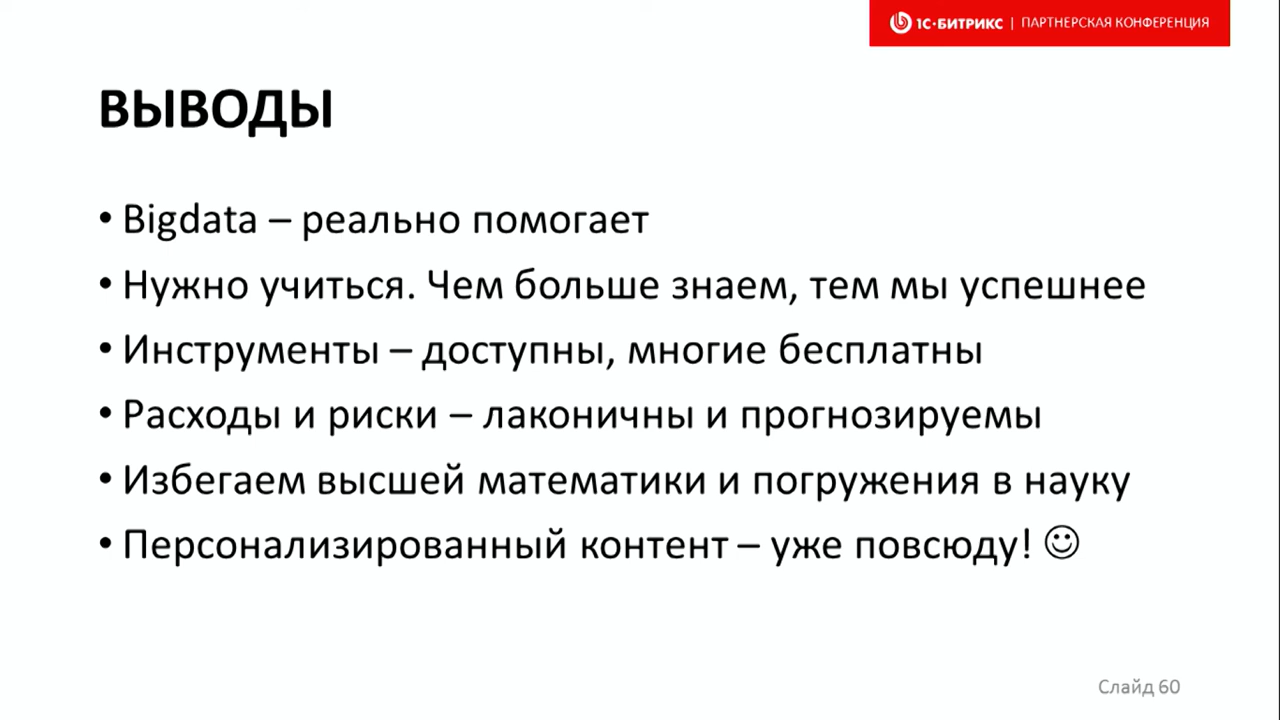 1С-БИТРИКС | ПАРТНЕРСКАЯ КОНФЕРЕНЦИЯ
ВЫВОДЫ
• Bigdata – реально помогает
• Нужно учиться. Чем больше знаем, тем мы успешнее
• Инструменты – доступны, многие бесплатны
• Расходы и риски – лаконичны и прогнозируемы
• Избегаем высшей математики и погружения в науку
• Персонализированный контент – уже повсюду! ☺
Слайд 60